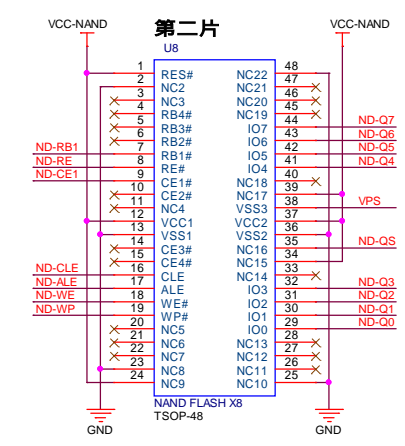 VCC-NAND
第二片
VCC-NAND
U8
1 RES# NC22 48
2 NC2 NC21 47
3 NC3 NC20 46
4 RB4# NC19 45
5 RB3# IO7 44 ND-Q7
6 RB2# IO6 43 ND-Q6
ND-RB1 7 RB1# IO5 42 ND-Q5
ND-RE 8 RE# IO4 41 ND-Q4
ND-CE1 9 CE1# NC18 40
10 CE2# NC17 39
11 NC4 VSS3 38 VPS
12 VCC1 VCC2 37
13 VSS1 VSS2 36
14 CE3# NC16 35 ND-QS
15 CE4# NC15 34
ND-CLE 16 CLE NC14 33
ND-ALE 17 ALE IO3 32 ND-Q3
ND-WE 18 WE# IO2 31 ND-Q2
ND-WP 19 WP# IO1 30 ND-Q1
20 NC5 IO0 29 ND-Q0
21 NC6 NC13 28
22 NC7 NC12 27
23 NC8 NC11 26
24 NC9 NC10 25
NAND FLASH X8
TSOP-48
GND
GND